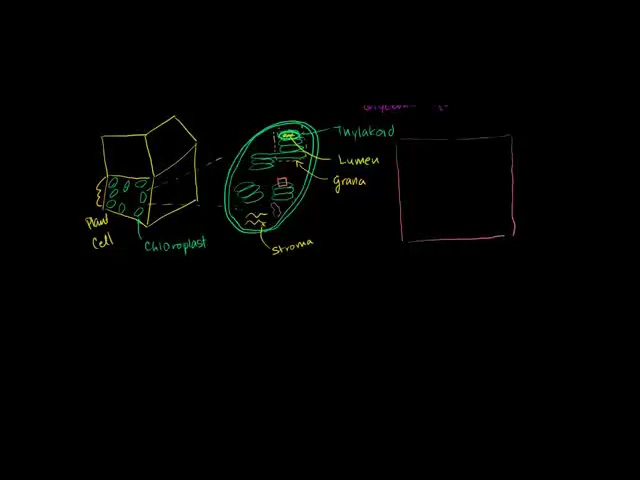 Thylakoid
Lumen
grana
Plant
Cell
Chloroplast
Stroma